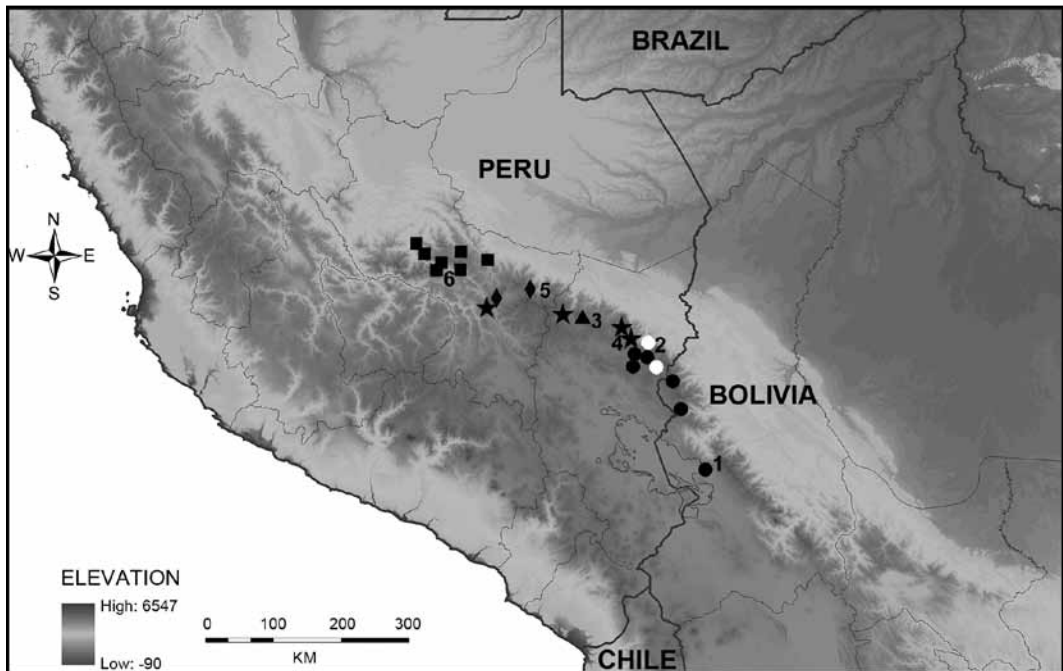 BRAZIL
PERU
N
W E
S
6
5
3
4 2
BOLIVIA
1
ELEVATION
High: 6547
Low: -90
0 100 200 300
KM
CHILE